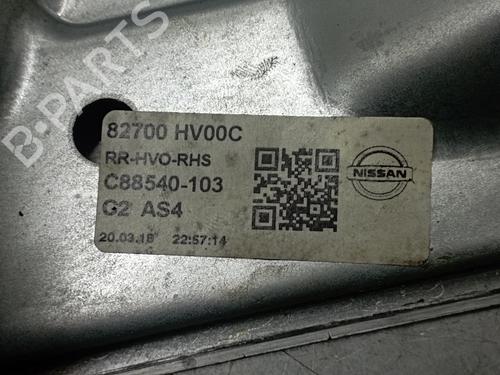 82700 HV00C
RR-HVO-RHS
C88540-103
G2 AS4
20.03.18 22:57:14
NISSAN
B-PARTS